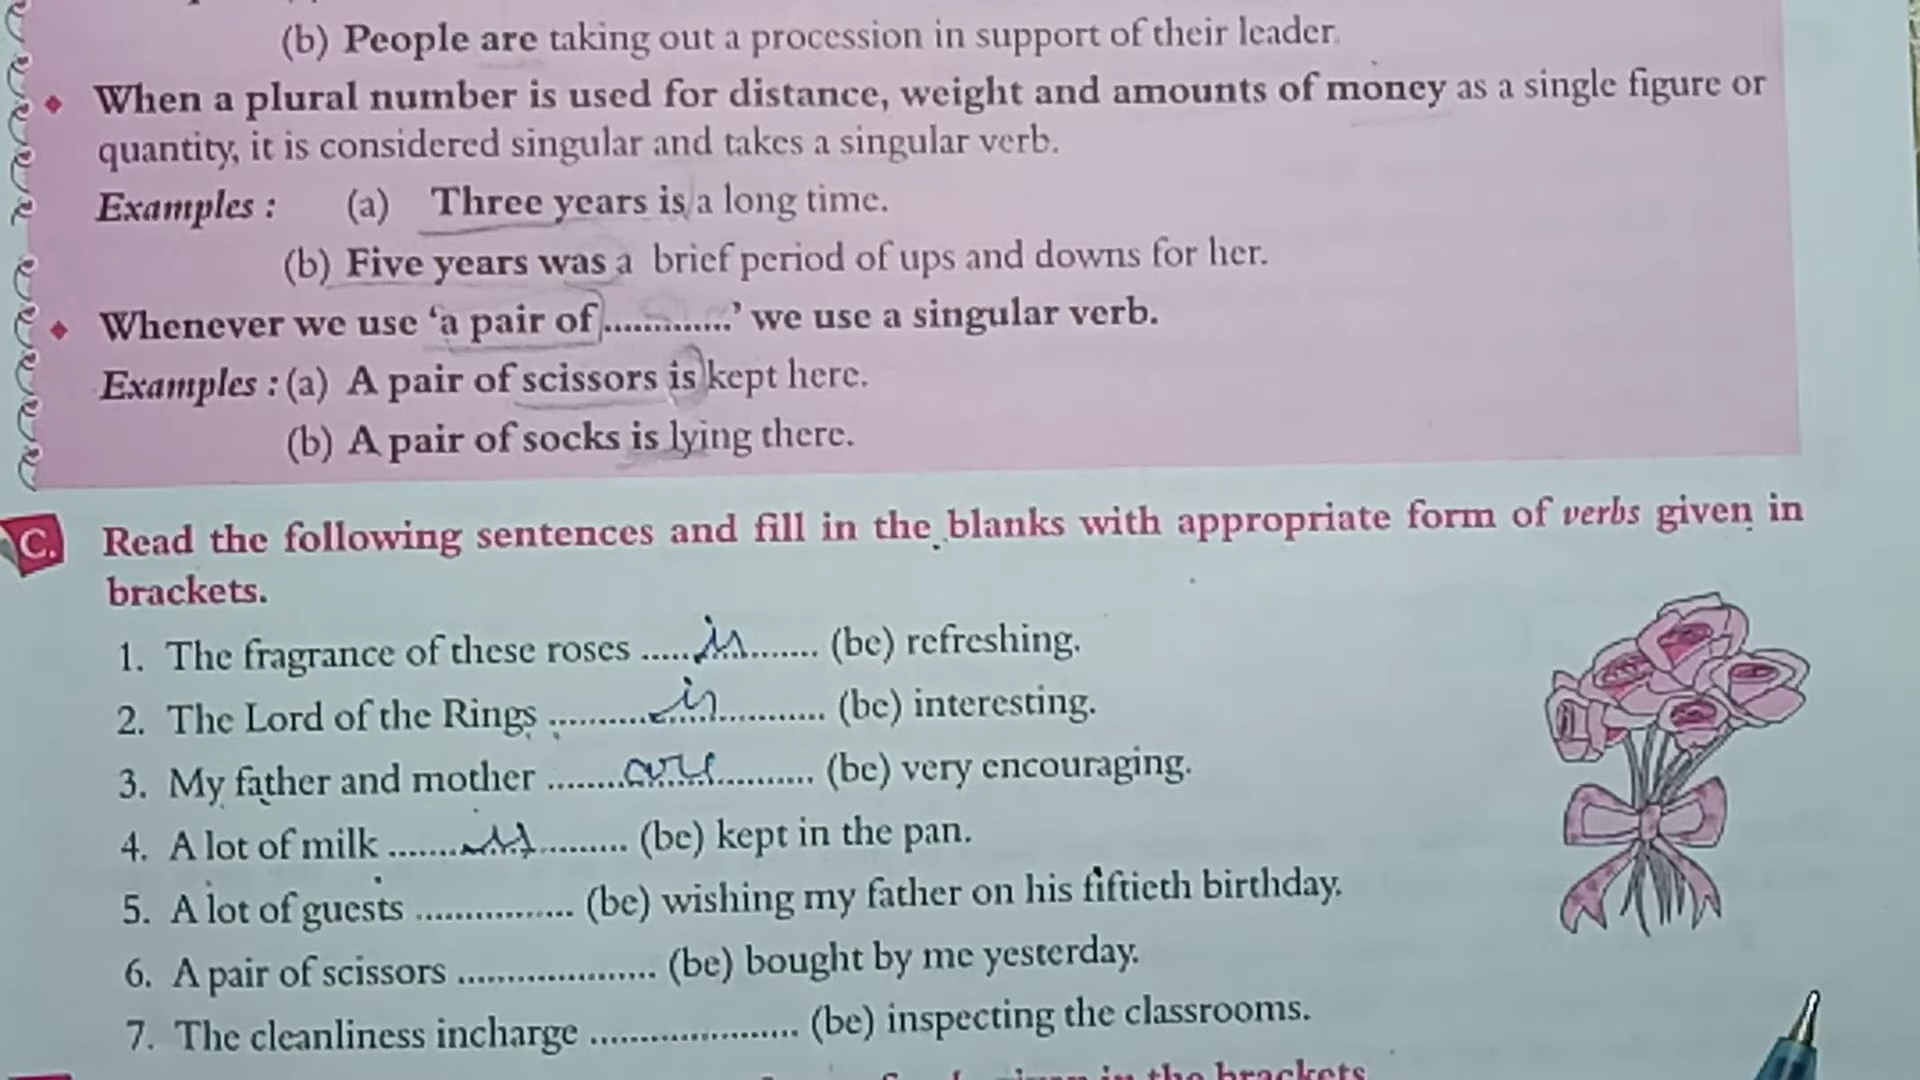 (b) People are taking out a procession in support of their leader.
When a plural number is used for distance, weight and amounts of money as a single figure or
quantity, it is considered singular and takes a singular verb.
Examples : (a) Three years is a long time.
(b) Five years was a brief period of ups and downs for her.
Whenever we use ‘a pair of .............’ we use a singular verb.
Examples : (a) A pair of scissors is kept here.
(b) A pair of socks is lying there.
C. Read the following sentences and fill in the blanks with appropriate form of verbs given in
brackets.
1. The fragrance of these roses .....is....... (be) refreshing.
2. The Lord of the Rings ..........is........... (be) interesting.
3. My father and mother .......are.......... (be) very encouraging.
4. A lot of milk .......is......... (be) kept in the pan.
5. A lot of guests ................ (be) wishing my father on his fiftieth birthday.
6. A pair of scissors .................... (be) bought by me yesterday.
7. The cleanliness incharge ..................... (be) inspecting the classrooms.
in the brackets